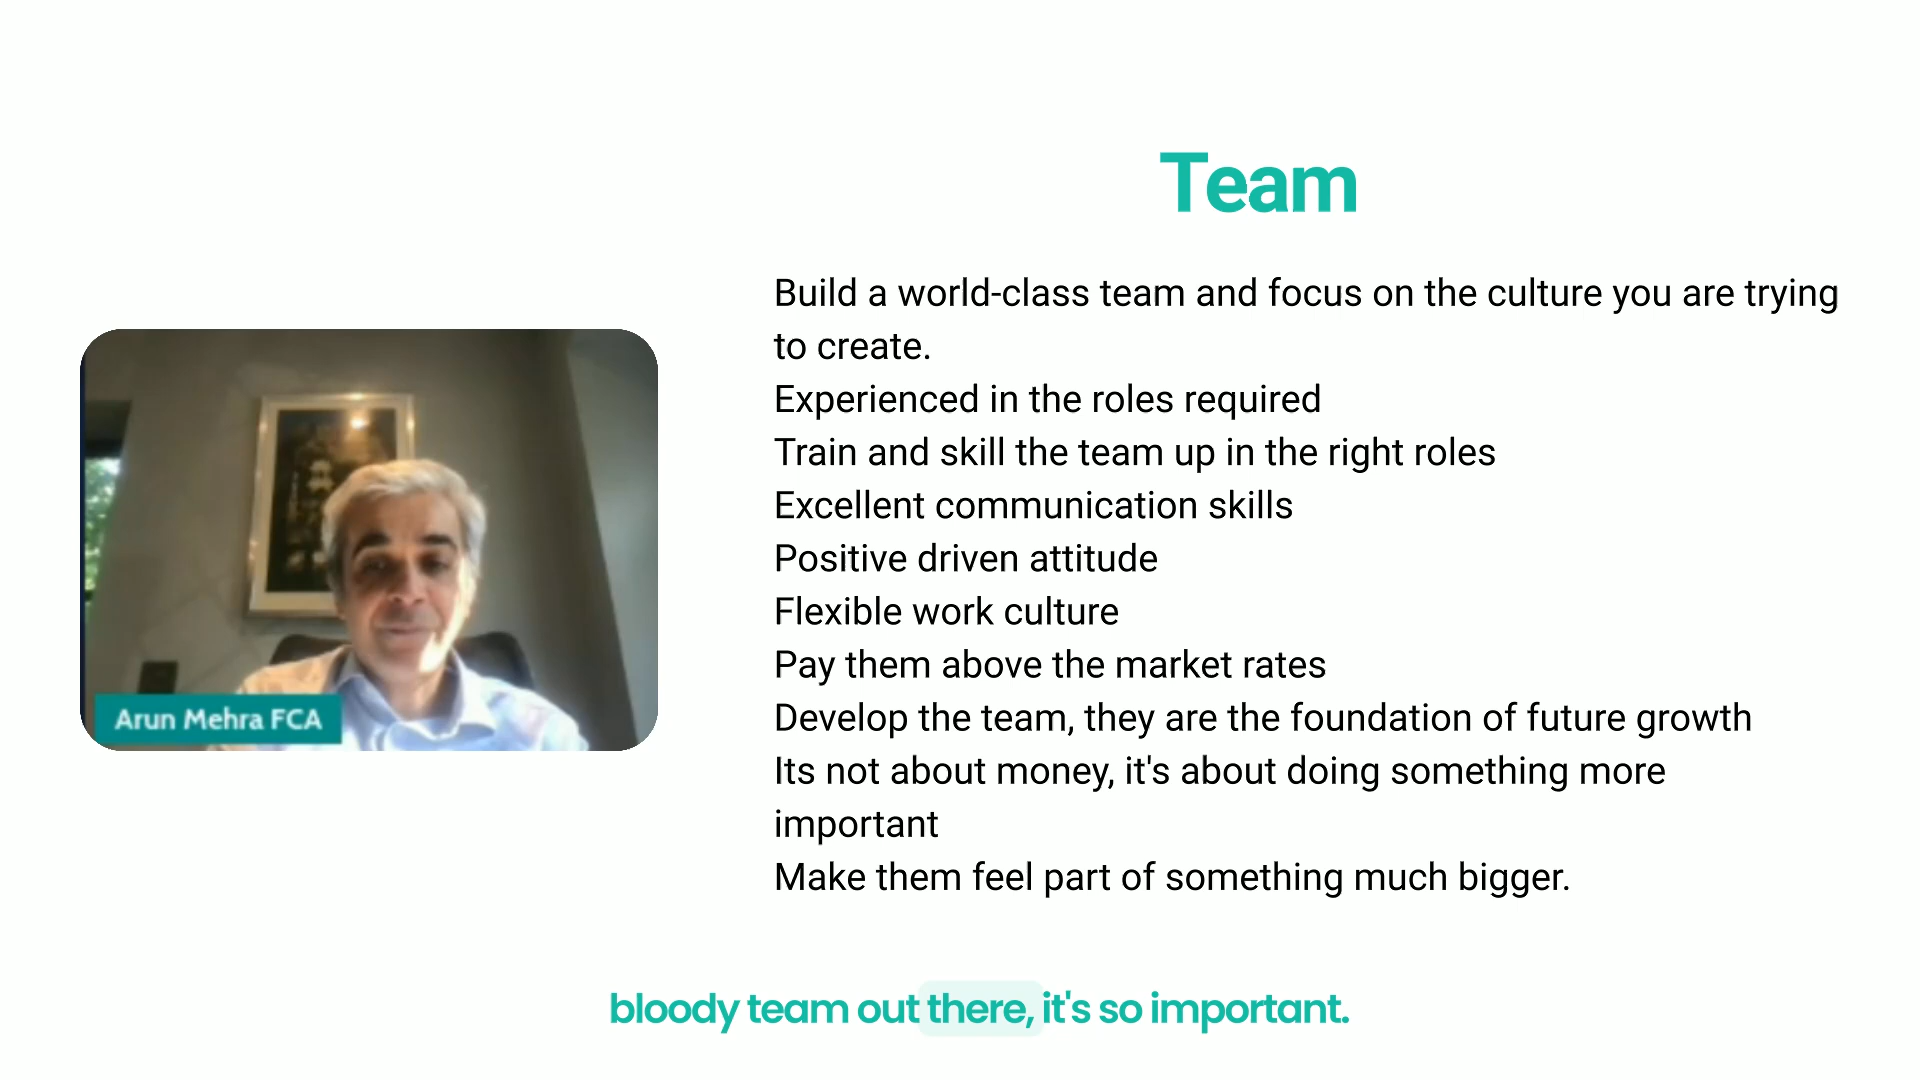 Team
Build a world-class team and focus on the culture you are trying
to create.
Experienced in the roles required
Train and skill the team up in the right roles
Excellent communication skills
Positive driven attitude
Flexible work culture
Pay them above the market rates
Develop the team, they are the foundation of future growth
Its not about money, it's about doing something more
important
Make them feel part of something much bigger.
Arun Mehra FCA
bloody team out there, it's so important.